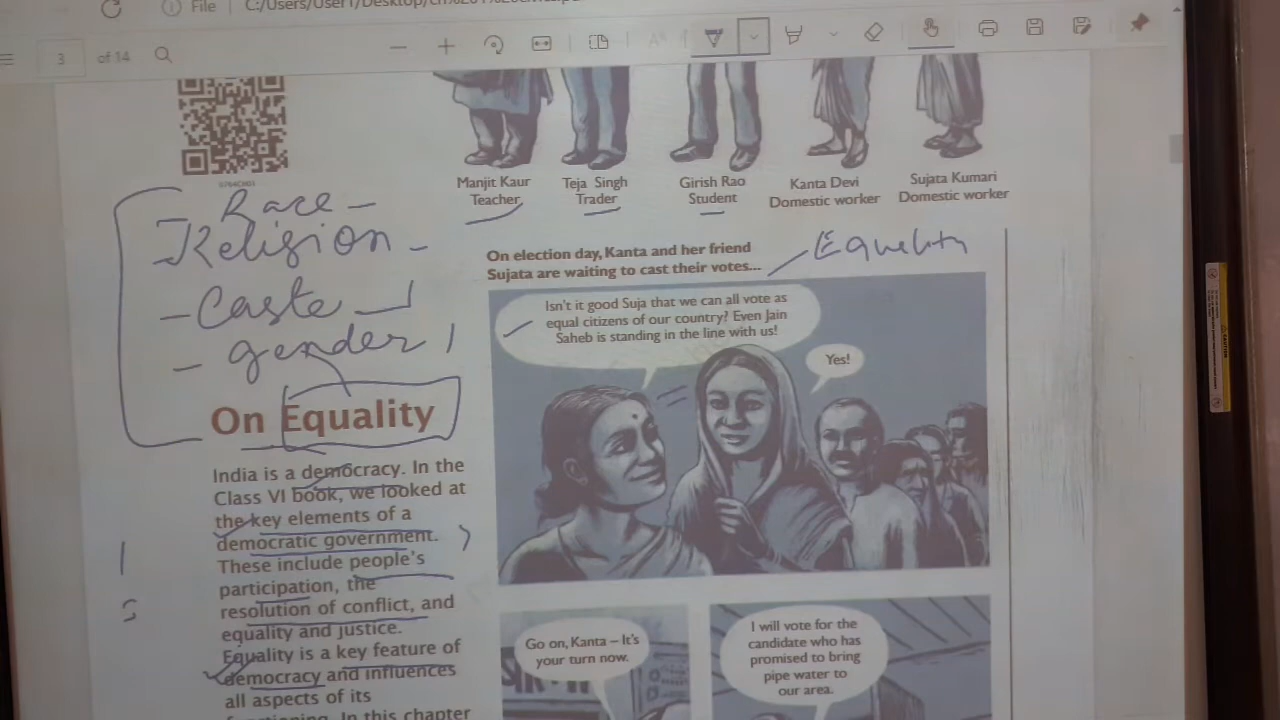 File
3 of 14
Manjit Kaur
Teacher
Teja Singh
Trader
Girish Rao
Student
Kanta Devi
Domestic worker
Sujata Kumari
Domestic worker
- Race -
- Religion -
- Caste -
- gender
On Equality
India is a democracy. In the
Class VI book, we looked at
the key elements of a
democratic government.
These include people's
participation, the
resolution of conflict, and
equality and justice.
Equality is a key feature of
democracy and influences
all aspects of its
functioning. In this chapter
On election day, Kanta and her friend
Sujata are waiting to cast their votes...
Equality
Isn't it good Suja that we can all vote as
equal citizens of our country? Even Jain
Saheb is standing in the line with us!
Yes!
Go on, Kanta – It's
your turn now.
I will vote for the
candidate who has
promised to bring
pipe water to
our area.